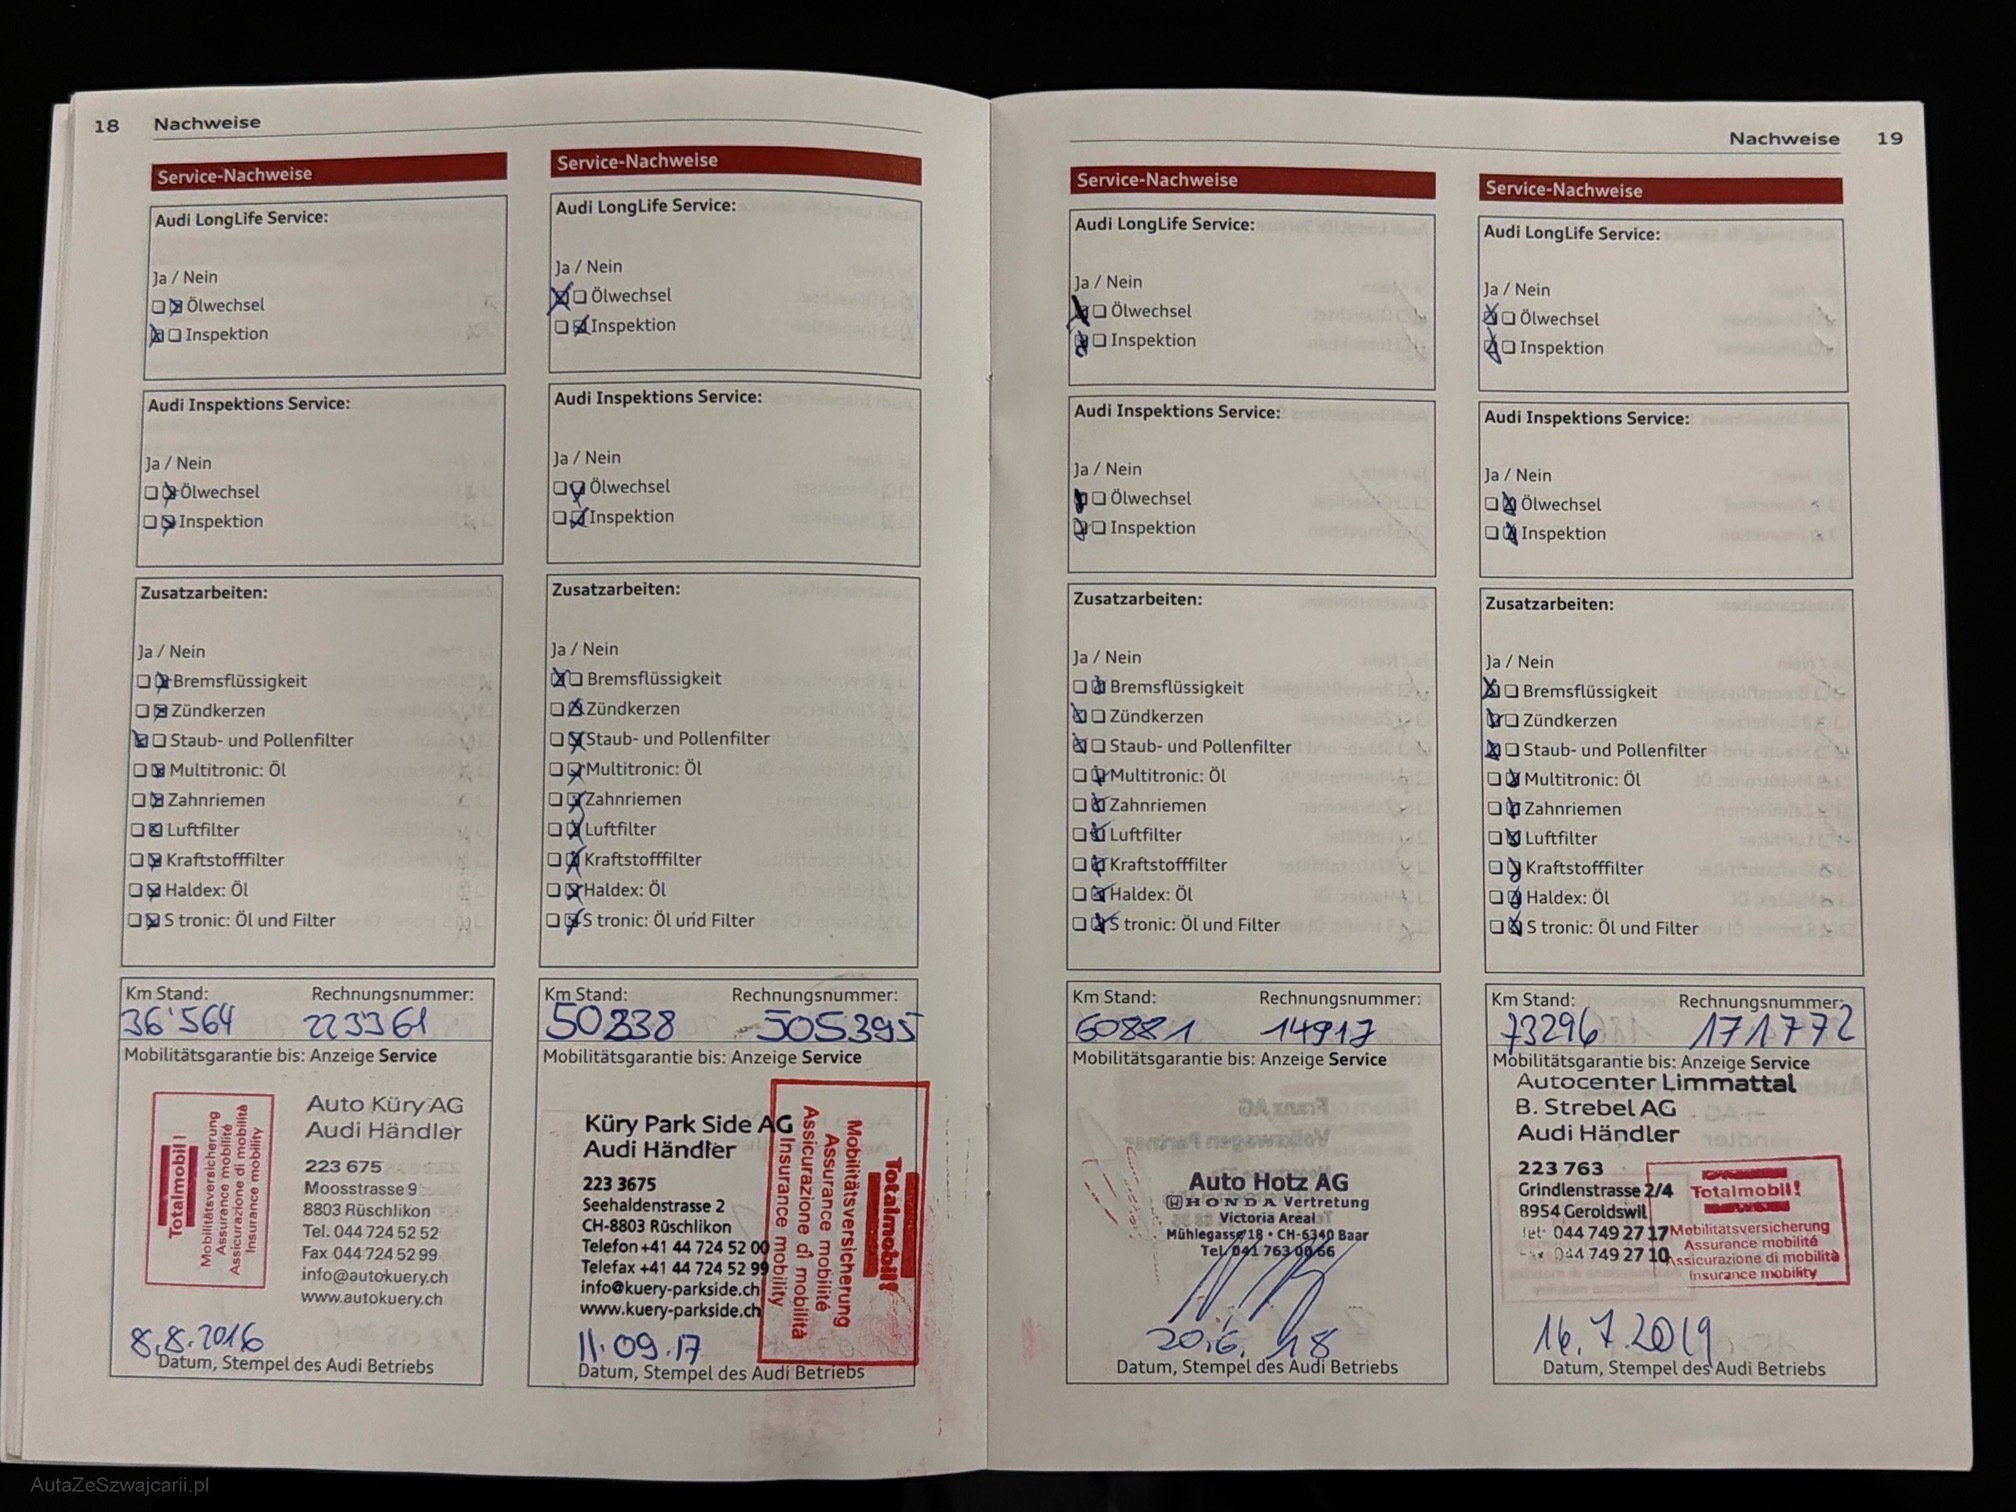 18 Nachweise
Service-Nachweise
Audi LongLife Service:
Ja / Nein
Ölwechsel
Inspektion
Audi Inspektions Service:
Ja / Nein
Ölwechsel
Inspektion
Zusatzarbeiten:
Ja / Nein
Bremsflüssigkeit
Zündkerzen
Staub- und Pollenfilter
Multitronic: Öl
Zahnriemen
Luftfilter
Kraftstofffilter
Haldex: Öl
S tronic: Öl und Filter
Km Stand: Rechnungsnummer:
36'564 223361
Mobilitätsgarantie bis: Anzeige Service
Totalmobil!
Mobilitätsversicherung
Assurance mobilité
Assicurazione di mobilità
Insurance mobility
Auto Küry AG
Audi Händler
223 675
Moosstrasse 9
8803 Rüschlikon
Tel. 044 724 52 52
Fax 044 724 52 99
info@autokuery.ch
www.autokuery.ch
8.8.2016
Datum, Stempel des Audi Betriebs
Service-Nachweise
Audi LongLife Service:
Ja / Nein
Ölwechsel
Inspektion
Audi Inspektions Service:
Ja / Nein
Ölwechsel
Inspektion
Zusatzarbeiten:
Ja / Nein
Bremsflüssigkeit
Zündkerzen
Staub- und Pollenfilter
Multitronic: Öl
Zahnriemen
Luftfilter
Kraftstofffilter
Haldex: Öl
S tronic: Öl und Filter
Km Stand: Rechnungsnummer:
50238 505395
Mobilitätsgarantie bis: Anzeige Service
Küry Park Side AG
Audi Händler
223 3675
Seehaldenstrasse 2
CH-8803 Rüschlikon
Telefon +41 44 724 52 00
Telefax +41 44 724 52 99
info@kuery-parkside.ch
www.kuery-parkside.ch
Totalmobil!
Mobilitätsversicherung
Assurance mobilité
Assicurazione di mobilità
Insurance mobility
11.09.17
Datum, Stempel des Audi Betriebs
Nachweise 19
Service-Nachweise
Audi LongLife Service:
Ja / Nein
Ölwechsel
Inspektion
Audi Inspektions Service:
Ja / Nein
Ölwechsel
Inspektion
Zusatzarbeiten:
Ja / Nein
Bremsflüssigkeit
Zündkerzen
Staub- und Pollenfilter
Multitronic: Öl
Zahnriemen
Luftfilter
Kraftstofffilter
Haldex: Öl
S tronic: Öl und Filter
Km Stand: Rechnungsnummer:
60881 14917
Mobilitätsgarantie bis: Anzeige Service
Auto Hotz AG
HONDA Vertretung
Victoria Areal
Mühlegasse 18 • CH-6340 Baar
Tel. 041 763 00 66
20.6.18
Datum, Stempel des Audi Betriebs
Service-Nachweise
Audi LongLife Service:
Ja / Nein
Ölwechsel
Inspektion
Audi Inspektions Service:
Ja / Nein
Ölwechsel
Inspektion
Zusatzarbeiten:
Ja / Nein
Bremsflüssigkeit
Zündkerzen
Staub- und Pollenfilter
Multitronic: Öl
Zahnriemen
Luftfilter
Kraftstofffilter
Haldex: Öl
S tronic: Öl und Filter
Km Stand: Rechnungsnummer:
73296 171772
Mobilitätsgarantie bis: Anzeige Service
Autocenter Limmattal
B. Strebel AG
Audi Händler
223 763
Grindlenstrasse 2/4
8954 Geroldswil
Tel: 044 749 27 17
Fax 044 749 27 10
Totalmobil!
Mobilitätsversicherung
Assurance mobilité
Assicurazione di mobilità
Insurance mobility
16.7.2019
Datum, Stempel des Audi Betriebs
AutaZeSzwajcarii.pl